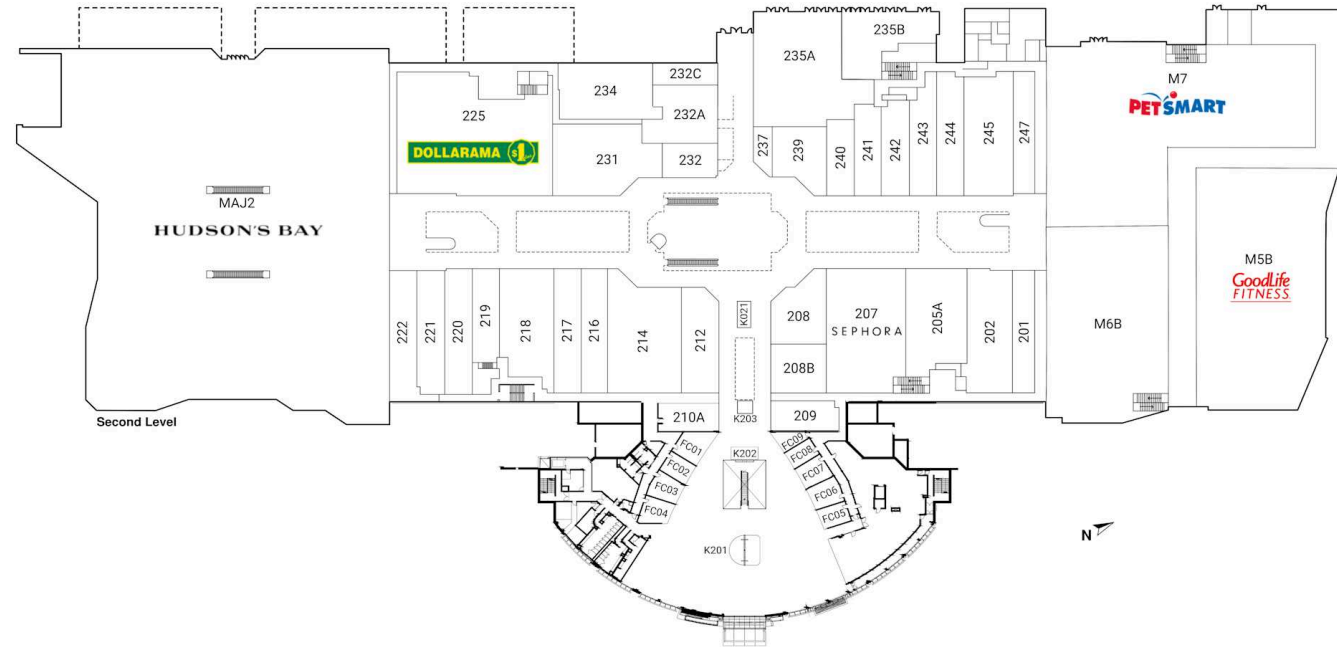 235B
235A
232C
234
M7
PETSMART
225
232A
DOLLARAMA $1
231
232
237
239
240
241
242
243
244
245
247
MAJ2
HUDSON'S BAY
M5B
GoodLife
FITNESS
222
221
220
219
218
217
216
214
212
K021
208
207
SEPHORA
205A
202
201
M6B
208B
Second Level
210A
K203
209
FC01
FC02
FC03
FC04
K202
FC09
FC08
FC07
FC06
FC05
K201
N